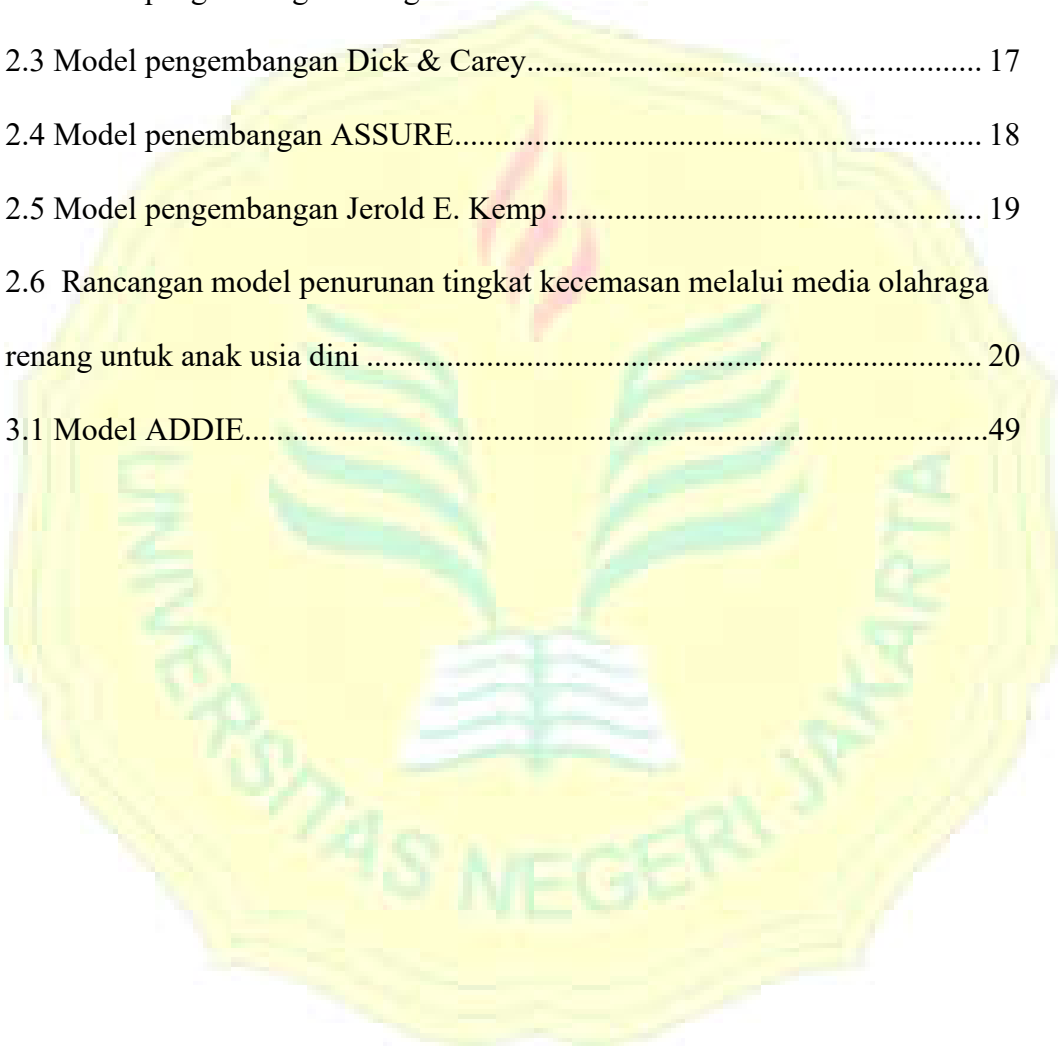 2.3 Model pengembangan Dick & Carey......................................................... 17
2.4 Model penembangan ASSURE.................................................................. 18
2.5 Model pengembangan Jerold E. Kemp...................................................... 19
2.6 Rancangan model penurunan tingkat kecemasan melalui media olahraga
renang untuk anak usia dini ............................................................................. 20
3.1 Model ADDIE.............................................................................................49
UNIVERSITAS NEGERI JAKARTA